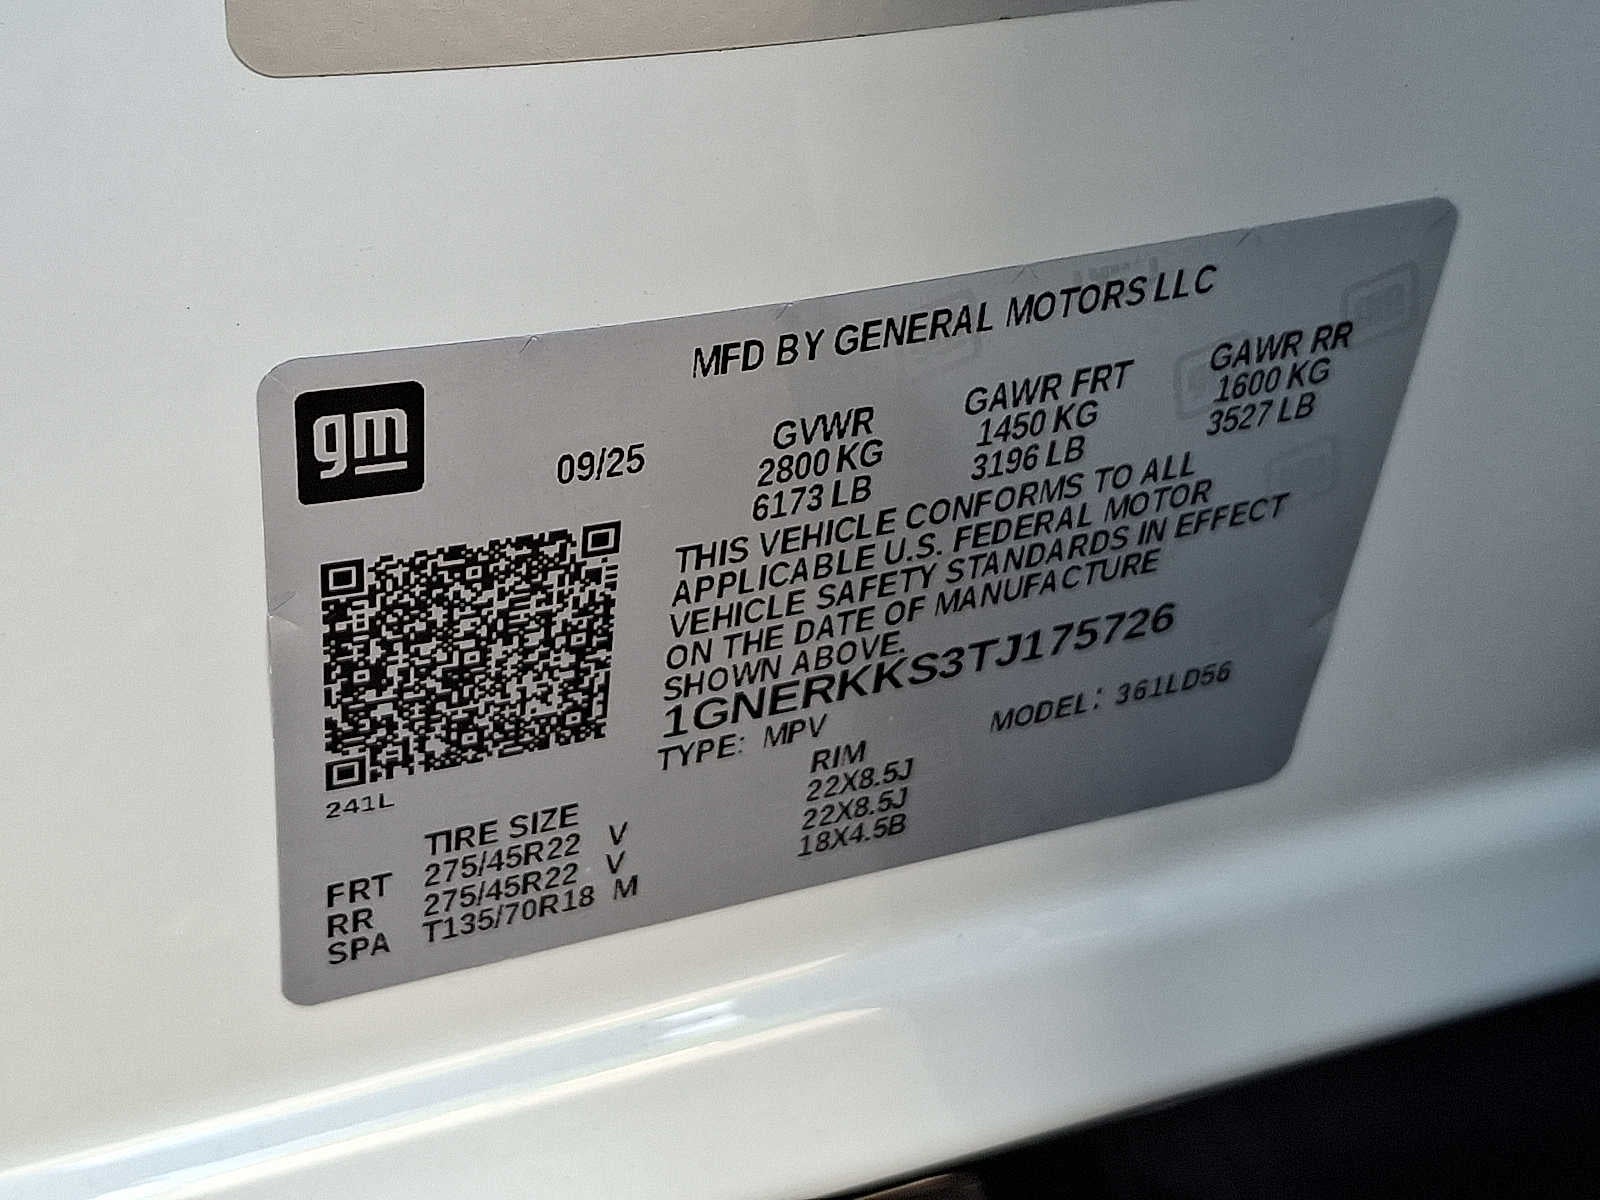 MFD BY GENERAL MOTORS LLC
gm
09/25
GVWR GAWR FRT GAWR RR
2800 KG 1450 KG 1600 KG
6173 LB 3196 LB 3527 LB
THIS VEHICLE CONFORMS TO ALL
APPLICABLE U.S. FEDERAL MOTOR
VEHICLE SAFETY STANDARDS IN EFFECT
ON THE DATE OF MANUFACTURE
SHOWN ABOVE.
1GNERKKS3TJ175726
TYPE: MPV MODEL: 361LD56
241L
TIRE SIZE RIM
FRT 275/45R22 V 22X8.5J
RR 275/45R22 V 22X8.5J
SPA T135/70R18 M 18X4.5B